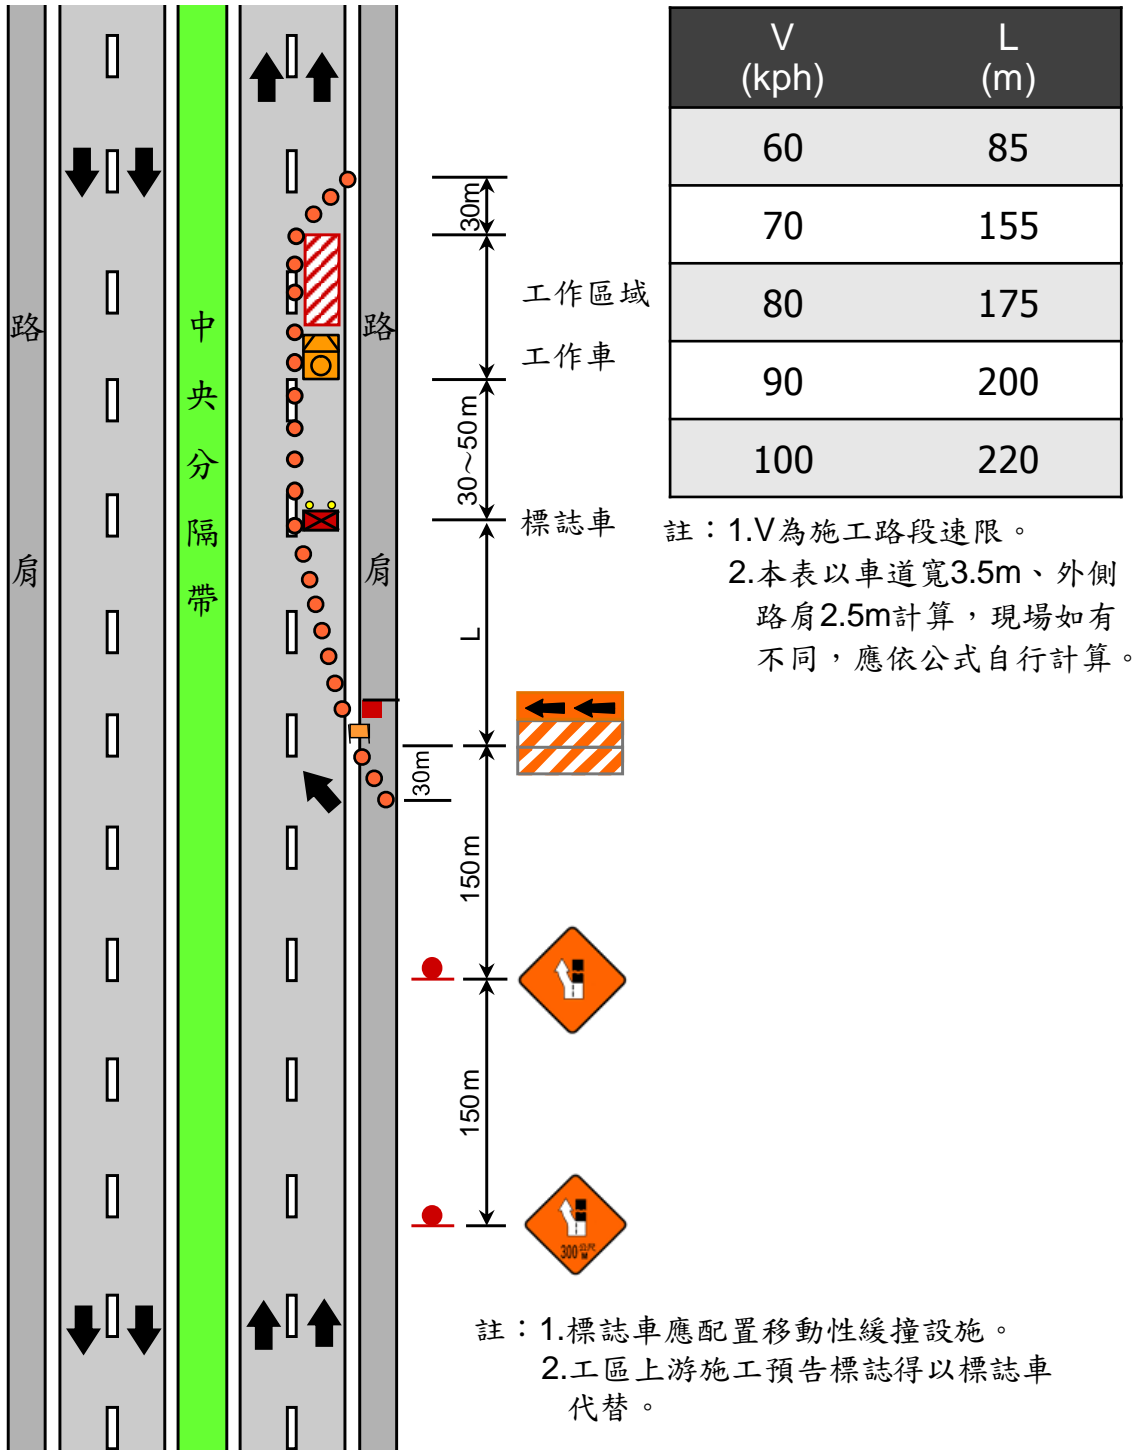 V
(kph)
L
(m)
60 85
70 155
80 175
90 200
100 220
註：1.V為施工路段速限。
2.本表以車道寬3.5m、外側
路肩2.5m計算，現場如有
不同，應依公式自行計算。
路肩
中央分隔帶
路肩
30m
工作區域
工作車
30～50m
標誌車
L
30m
150m
150m
300公尺
M
註：1.標誌車應配置移動性緩撞設施。
2.工區上游施工預告標誌得以標誌車
代替。